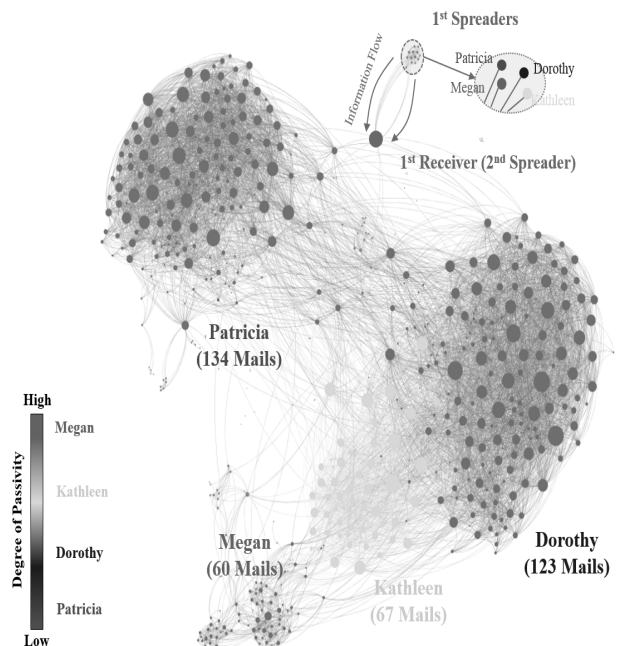 1st Spreaders
Information Flow
Patricia
Dorothy
Megan
Kathleen
1st Receiver (2nd Spreader)
Patricia
(134 Mails)
High
Megan
Kathleen
Dorothy
Patricia
Low
Degree of Passivity
Megan
(60 Mails)
Kathleen
(67 Mails)
Dorothy
(123 Mails)